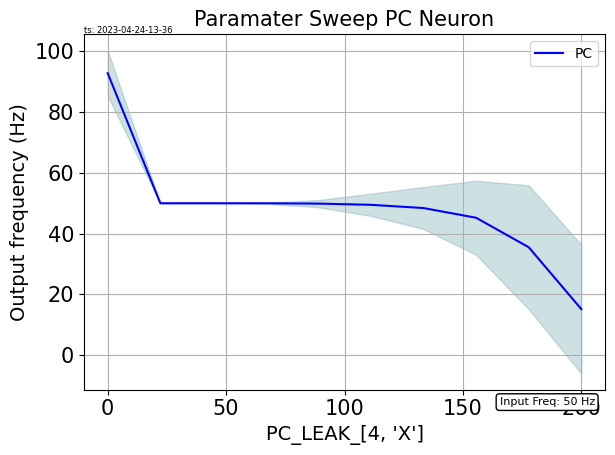 Paramater Sweep PC Neuron
ts: 2023-04-24-13-36
PC
Output frequency (Hz)
100
80
60
40
20
0
0 50 100 150 200
Input Freq: 50 Hz
PC_LEAK_[4, 'X']